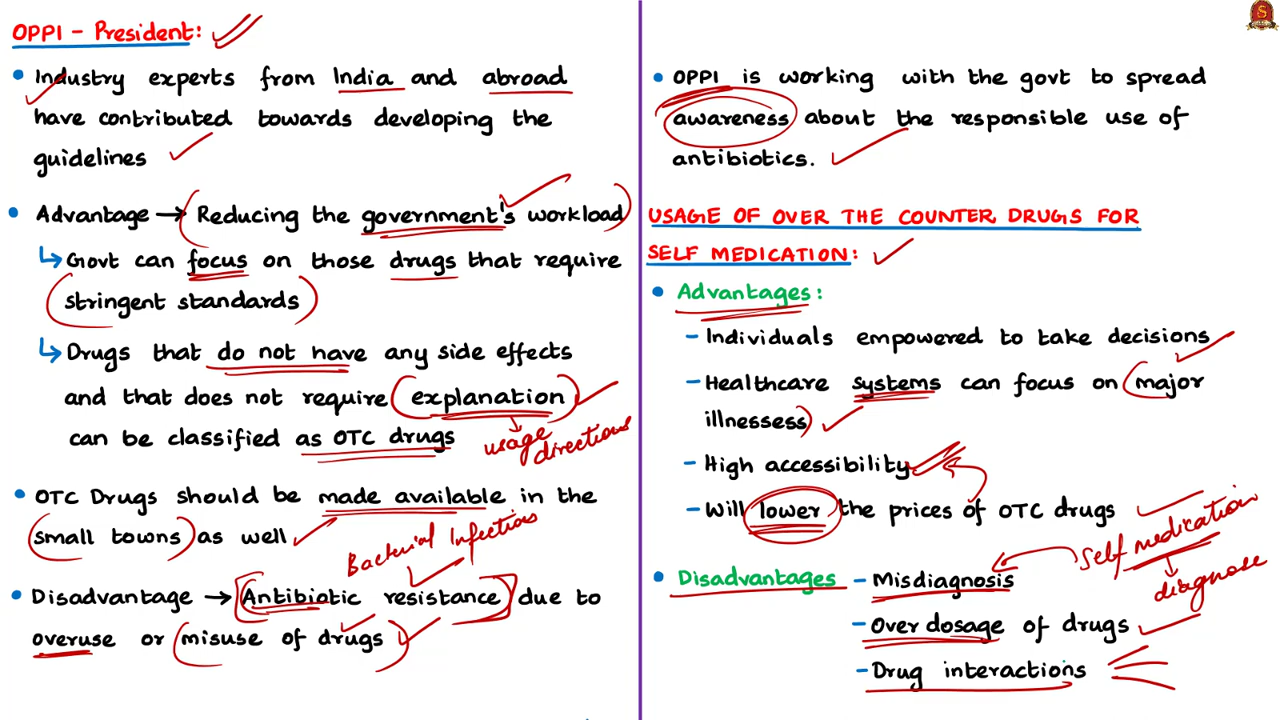 OPPI - President:
• Industry experts from India and abroad
have contributed towards developing the
guidelines
• Advantage → (Reducing the government's workload)
↳ Govt can focus on those drugs that require
(stringent standards)
↳ Drugs that do not have any side effects
and that does not require (explanation)
can be classified as OTC drugs
usage
directions
• OTC Drugs should be made available in the
(small towns) as well
Bacterial Infections
• Disadvantage → [Antibiotic resistance] due to
overuse or (misuse of drugs)
• OPPI is working with the govt to spread
awareness about the responsible use of
antibiotics.
USAGE OF OVER THE COUNTER DRUGS FOR
SELF MEDICATION:
• Advantages:
- Individuals empowered to take decisions
- Healthcare systems can focus on (major
illnessess)
- High accessibility
- Will lower the prices of OTC drugs
Self medication
diagnose
• Disadvantages - Misdiagnosis
- Over dosage of drugs
- Drug interactions